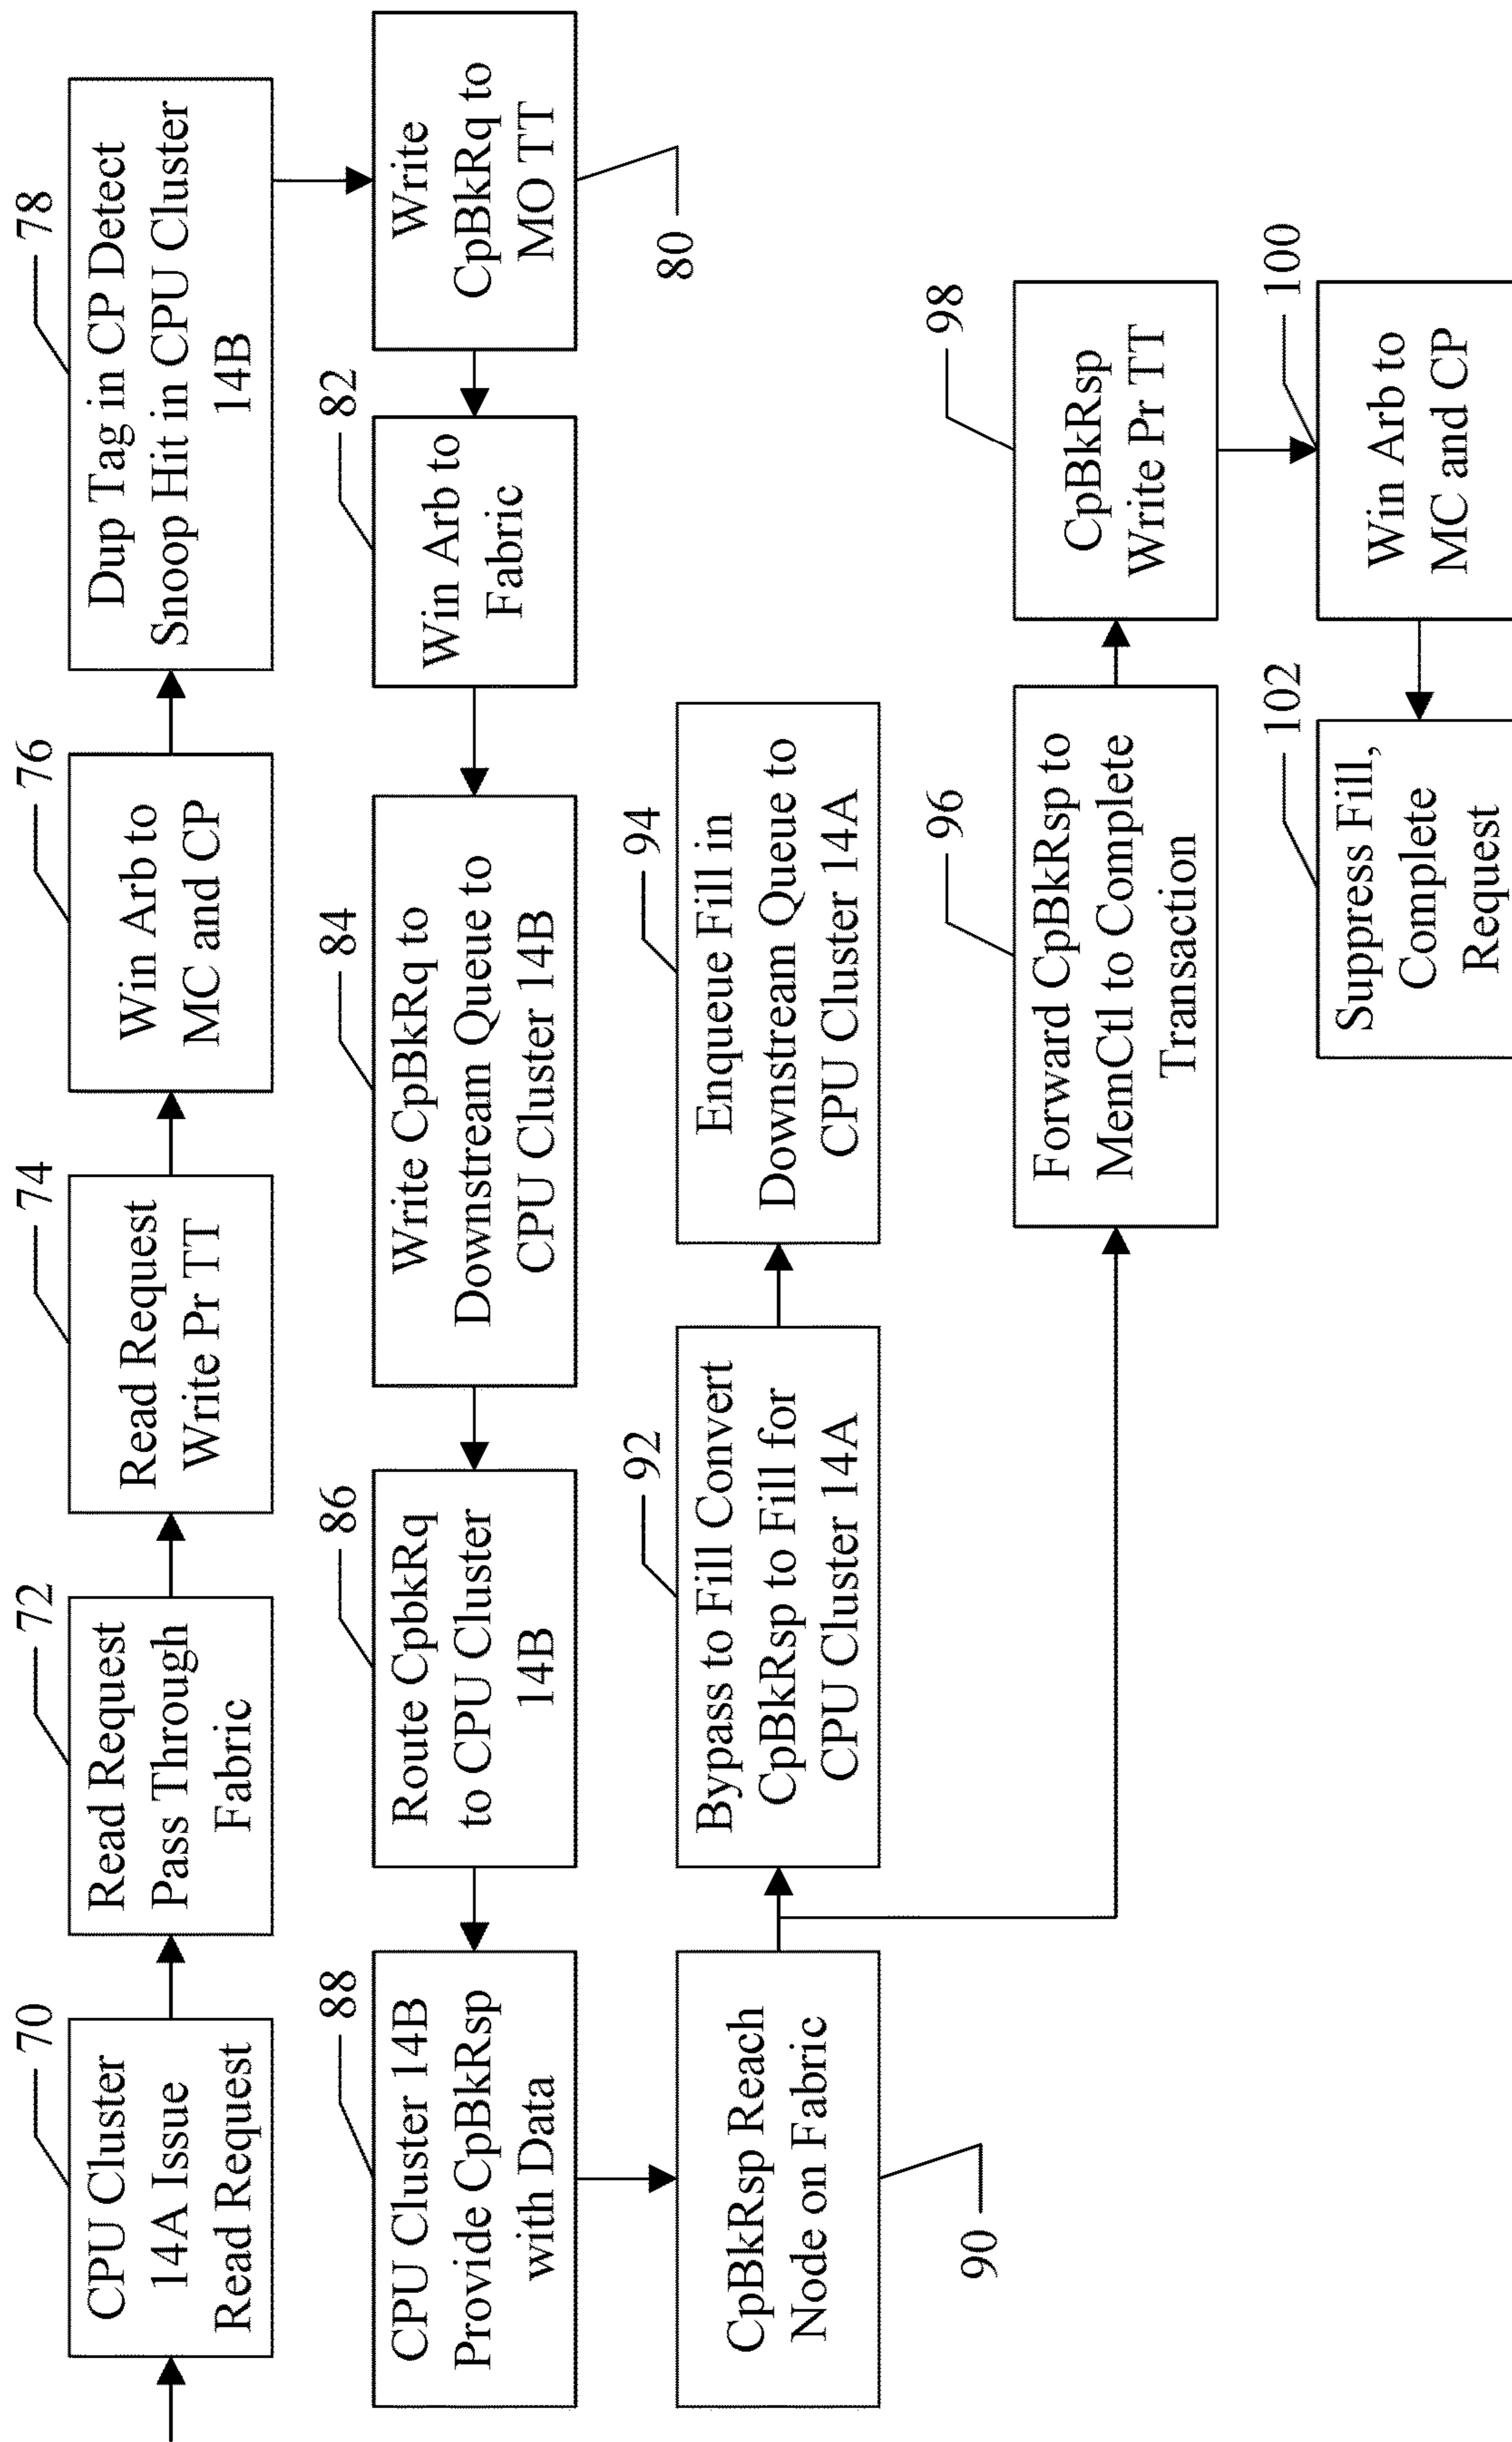 70
CPU Cluster
14A Issue
Read Request
72
Read Request
Pass Through
Fabric
74
Read Request
Write Pr TT
76
Win Arb to
MC and CP
78
Dup Tag in CP Detect
Snoop Hit in CPU Cluster
14B
Write
CpBkRq to
MO TT
80
82
Win Arb to
Fabric
84
Write CpBkRq to
Downstream Queue to
CPU Cluster 14B
86
Route CpbkRq
to CPU Cluster
14B
88
CPU Cluster 14B
Provide CpBkRsp
with Data
CpBkRsp Reach
Node on Fabric
90
92
Bypass to Fill Convert
CpBkRsp to Fill for
CPU Cluster 14A
94
Enqueue Fill in
Downstream Queue to
CPU Cluster 14A
96
Forward CpBkRsp to
MemCtl to Complete
Transaction
98
CpBkRsp
Write Pr TT
100
Win Arb to
MC and CP
102
Suppress Fill,
Complete
Request